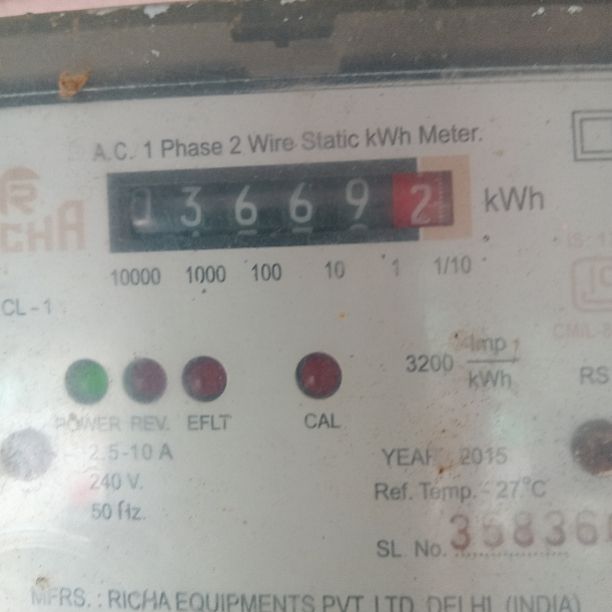 A.C. 1 Phase 2 Wire Static kWh Meter.
RICHA
036692 kWh
10000 1000 100 10 1 1/10
CL-1
3200 Imp / kWh
POWER REV. EFLT CAL
RS
2.5-10 A
240 V.
50 Hz.
YEAR 2015
Ref. Temp. - 27°C
SL. No.
MFRS. : RICHA EQUIPMENTS PVT. LTD. DELHI (INDIA)